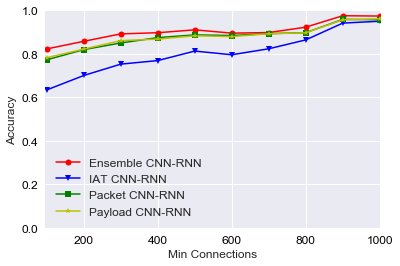 1.0
0.8
0.6
0.4
0.2
0.0
Accuracy
Ensemble CNN-RNN
IAT CNN-RNN
Packet CNN-RNN
Payload CNN-RNN
200 400 600 800 1000
Min Connections